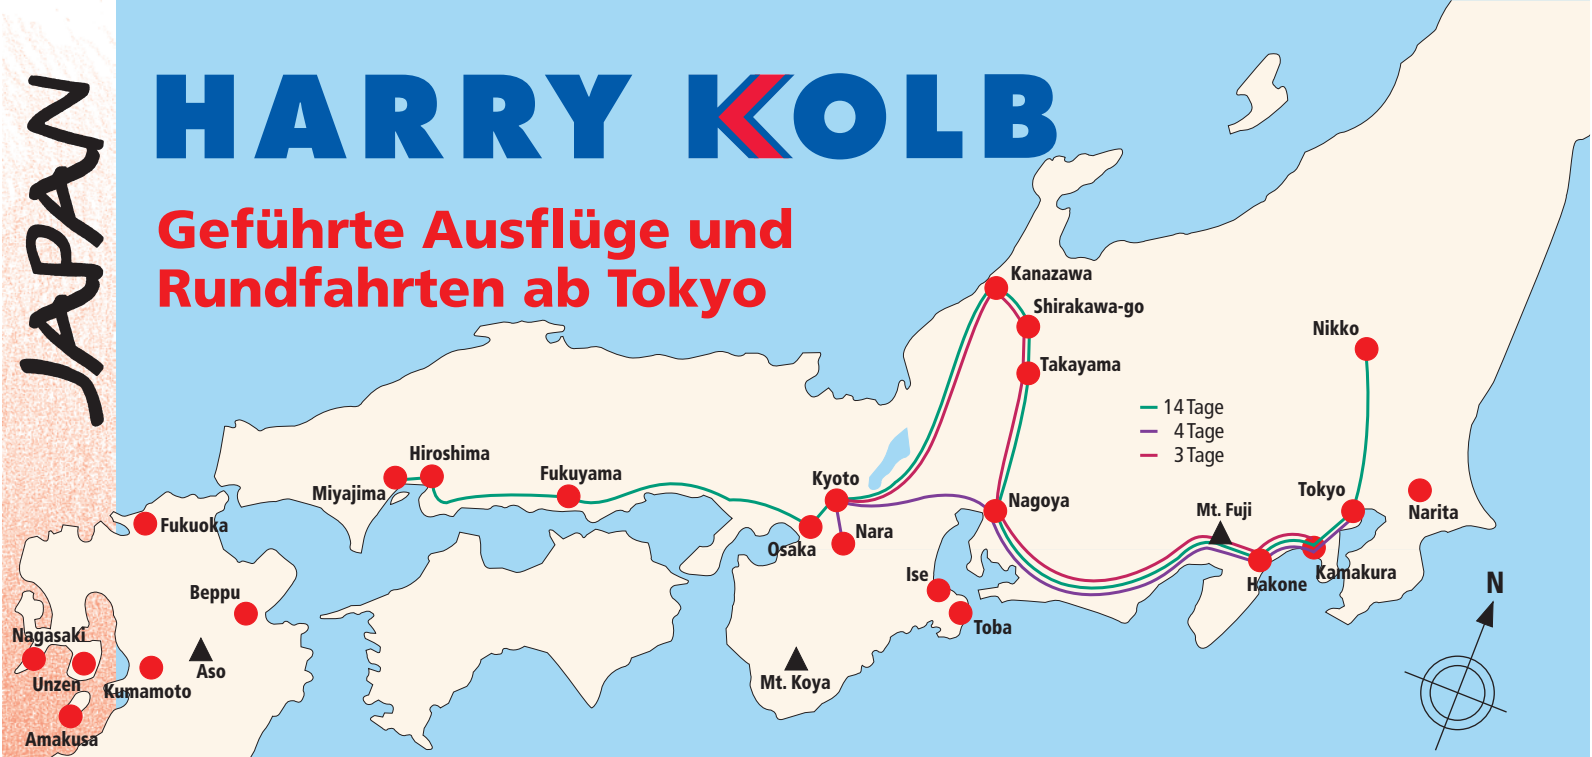 JAPAN
HARRY KOLB
Geführte Ausflüge und
Rundfahrten ab Tokyo
Kanazawa
Shirakawa-go
Nikko
Takayama
14 Tage
4 Tage
3 Tage
Hiroshima
Fukuyama
Kyoto
Miyajima
Tokyo
Nagoya
Mt. Fuji
Narita
Fukuoka
Nara
Osaka
Ise
Kamakura
Hakone
N
Beppu
Toba
Nagasaki
Aso
Unzen
Kumamoto
Mt. Koya
Amakusa